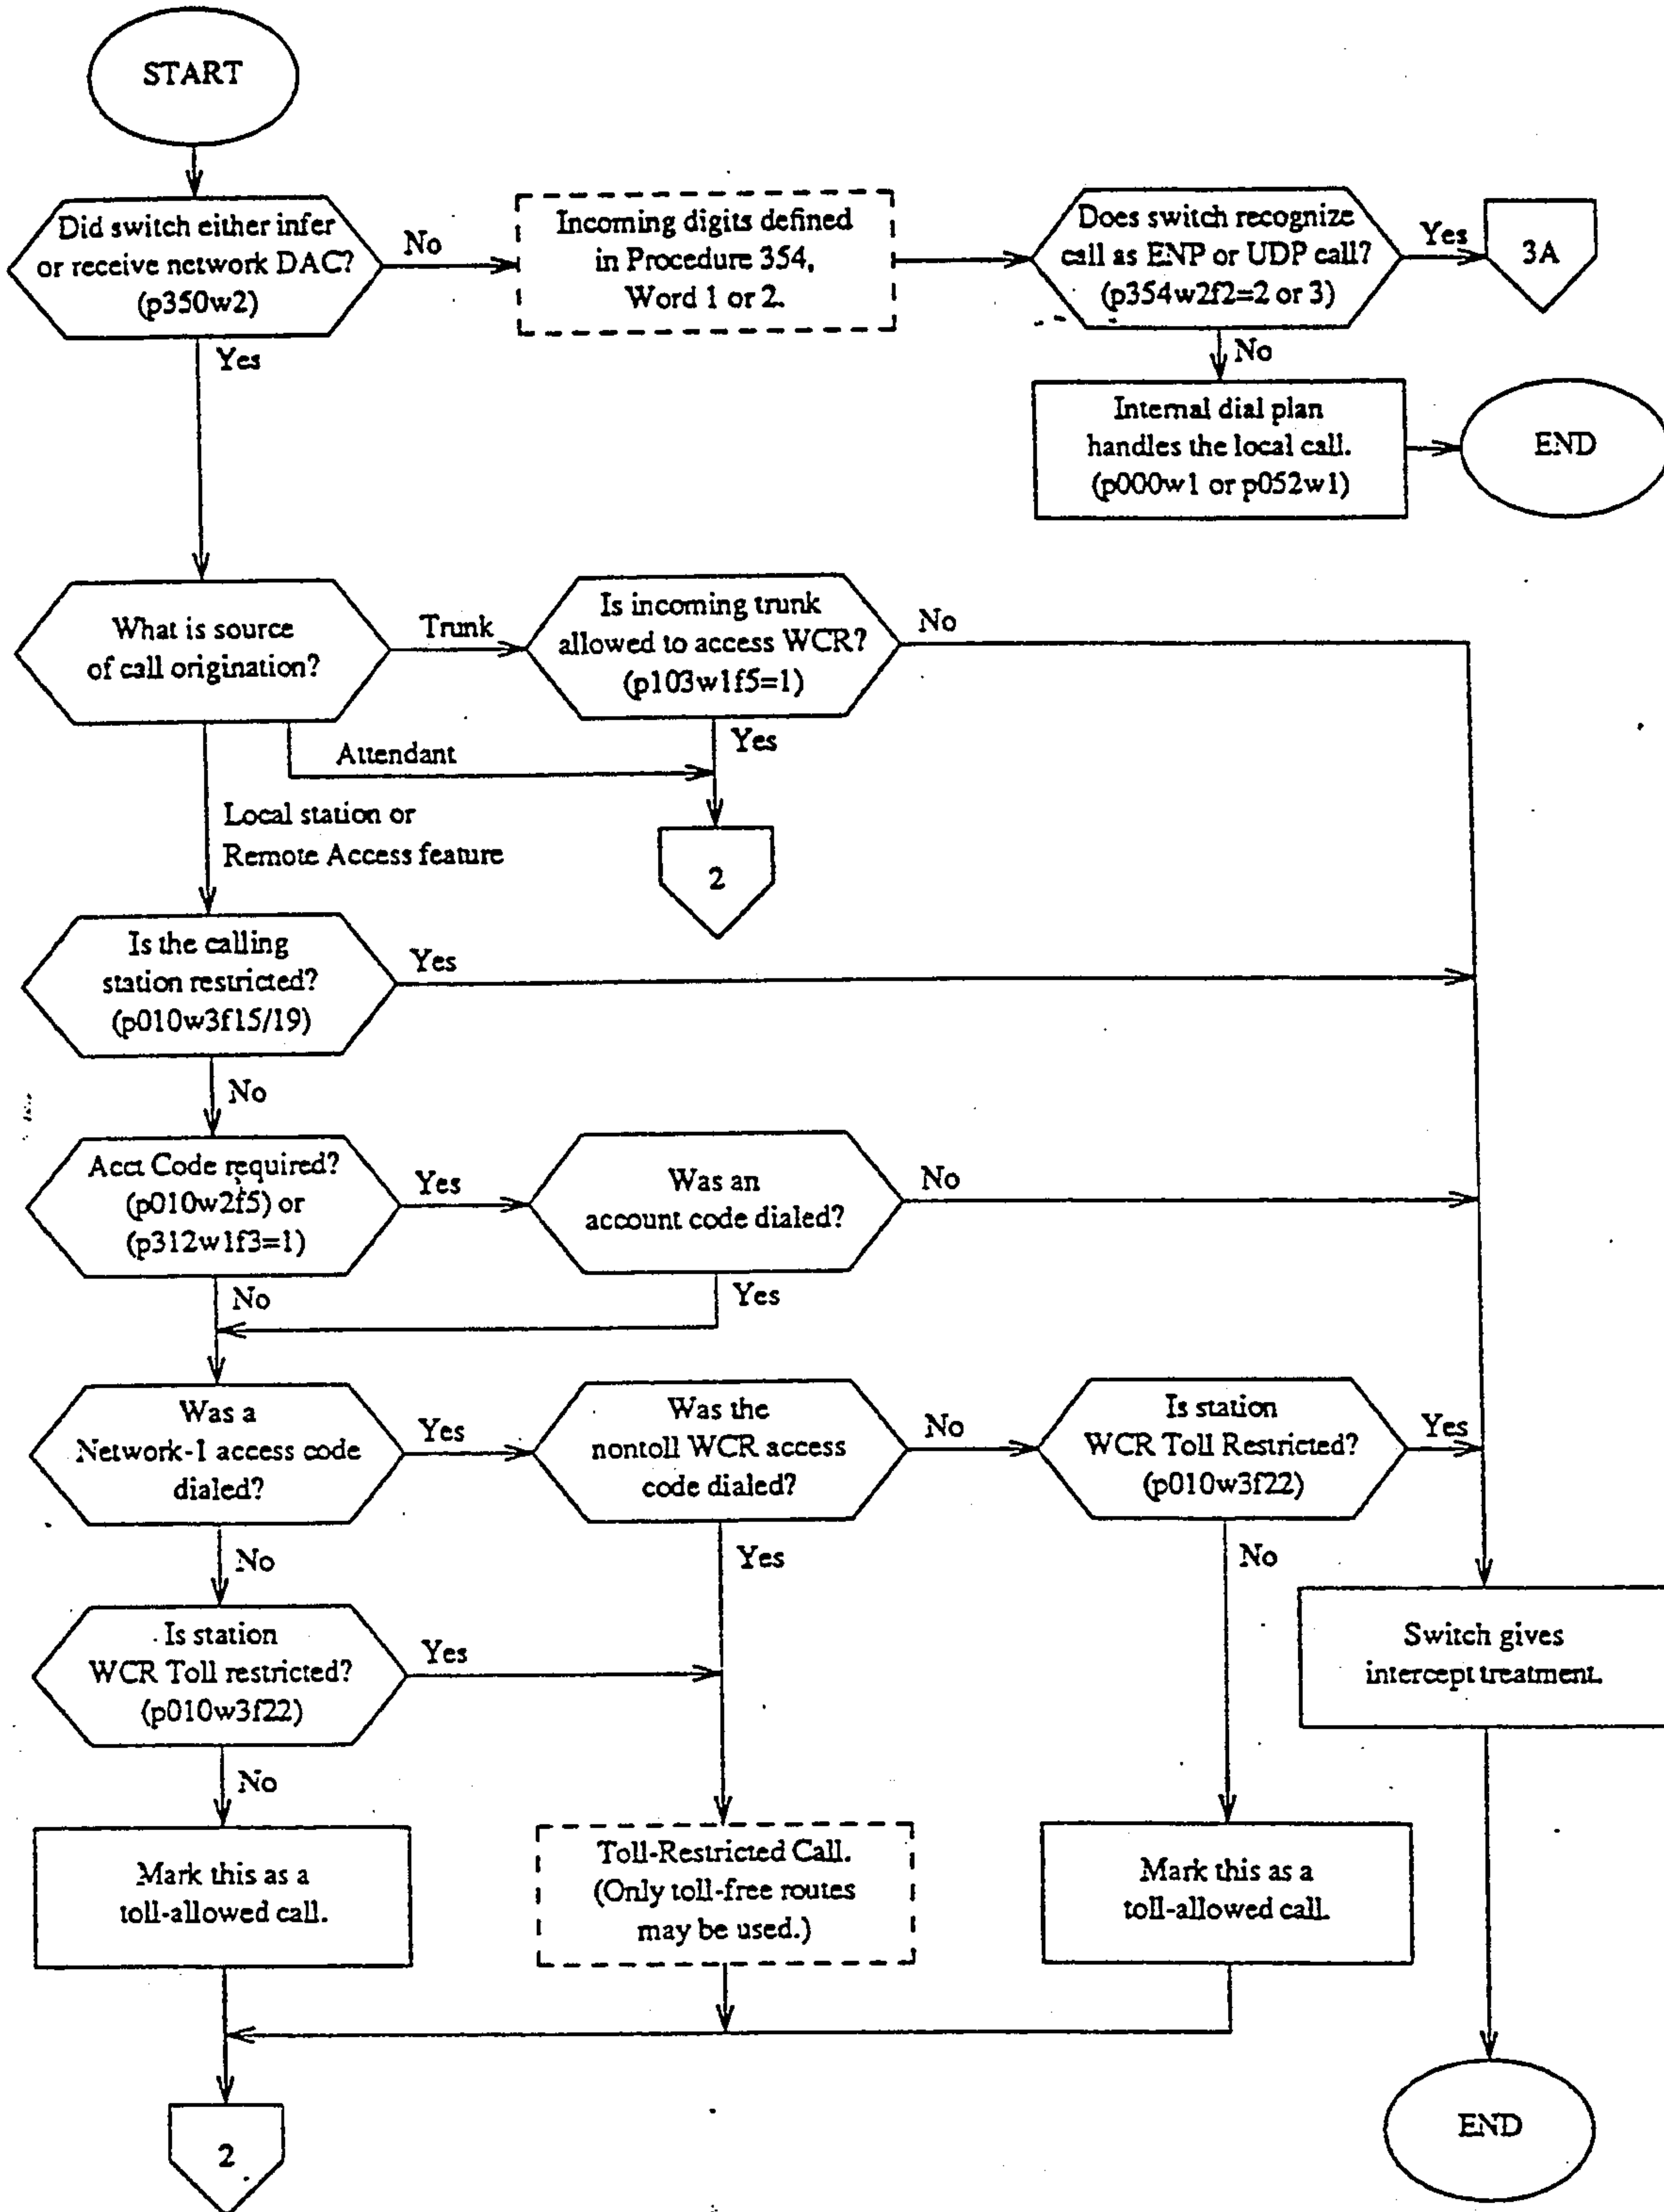 START
Did switch either infer
or receive network DAC?
(p350w2)
No
Incoming digits defined
in Procedure 354,
Word 1 or 2.
Does switch recognize
call as ENP or UDP call?
(p354w2f2=2 or 3)
Yes
3A
Yes
No
Internal dial plan
handles the local call.
(p000w1 or p052w1)
END
What is source
of call origination?
Trunk
Is incoming trunk
allowed to access WCR?
(p103w1f5=1)
No
Attendant
Yes
Local station or
Remote Access feature
2
Is the calling
station restricted?
(p010w3f15/19)
Yes
No
Acct Code required?
(p010w2f5) or
(p312w1f3=1)
Yes
Was an
account code dialed?
No
No
Yes
Was a
Network-1 access code
dialed?
Yes
Was the
nontoll WCR access
code dialed?
No
Is station
WCR Toll Restricted?
(p010w3f22)
Yes
No
Yes
No
Is station
WCR Toll restricted?
(p010w3f22)
Yes
Switch gives
intercept treatment.
No
Mark this as a
toll-allowed call.
Toll-Restricted Call.
(Only toll-free routes
may be used.)
Mark this as a
toll-allowed call.
2
END